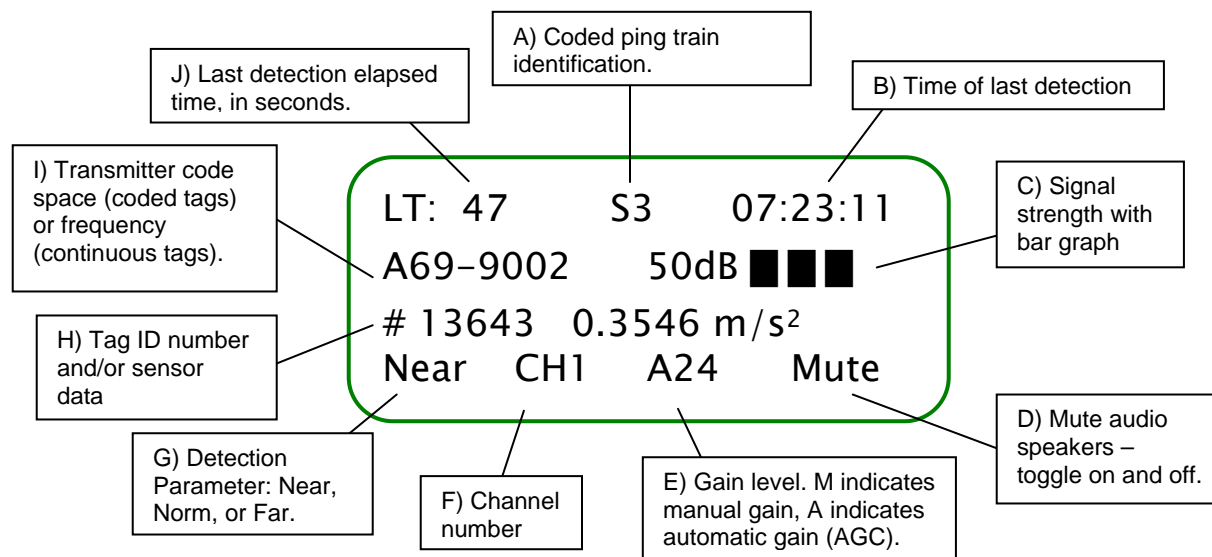 A) Coded ping train
identification.
J) Last detection elapsed
time, in seconds.
B) Time of last detection
I) Transmitter code
space (coded tags)
or frequency
(continuous tags).
C) Signal
strength with
bar graph
LT: 47 S3 07:23:11
A69-9002 50dB
# 13643 0.3546 m/s²
Near CH1 A24 Mute
H) Tag ID number
and/or sensor
data
G) Detection
Parameter: Near,
Norm, or Far.
F) Channel
number
E) Gain level. M indicates
manual gain, A indicates
automatic gain (AGC).
D) Mute audio
speakers –
toggle on and off.